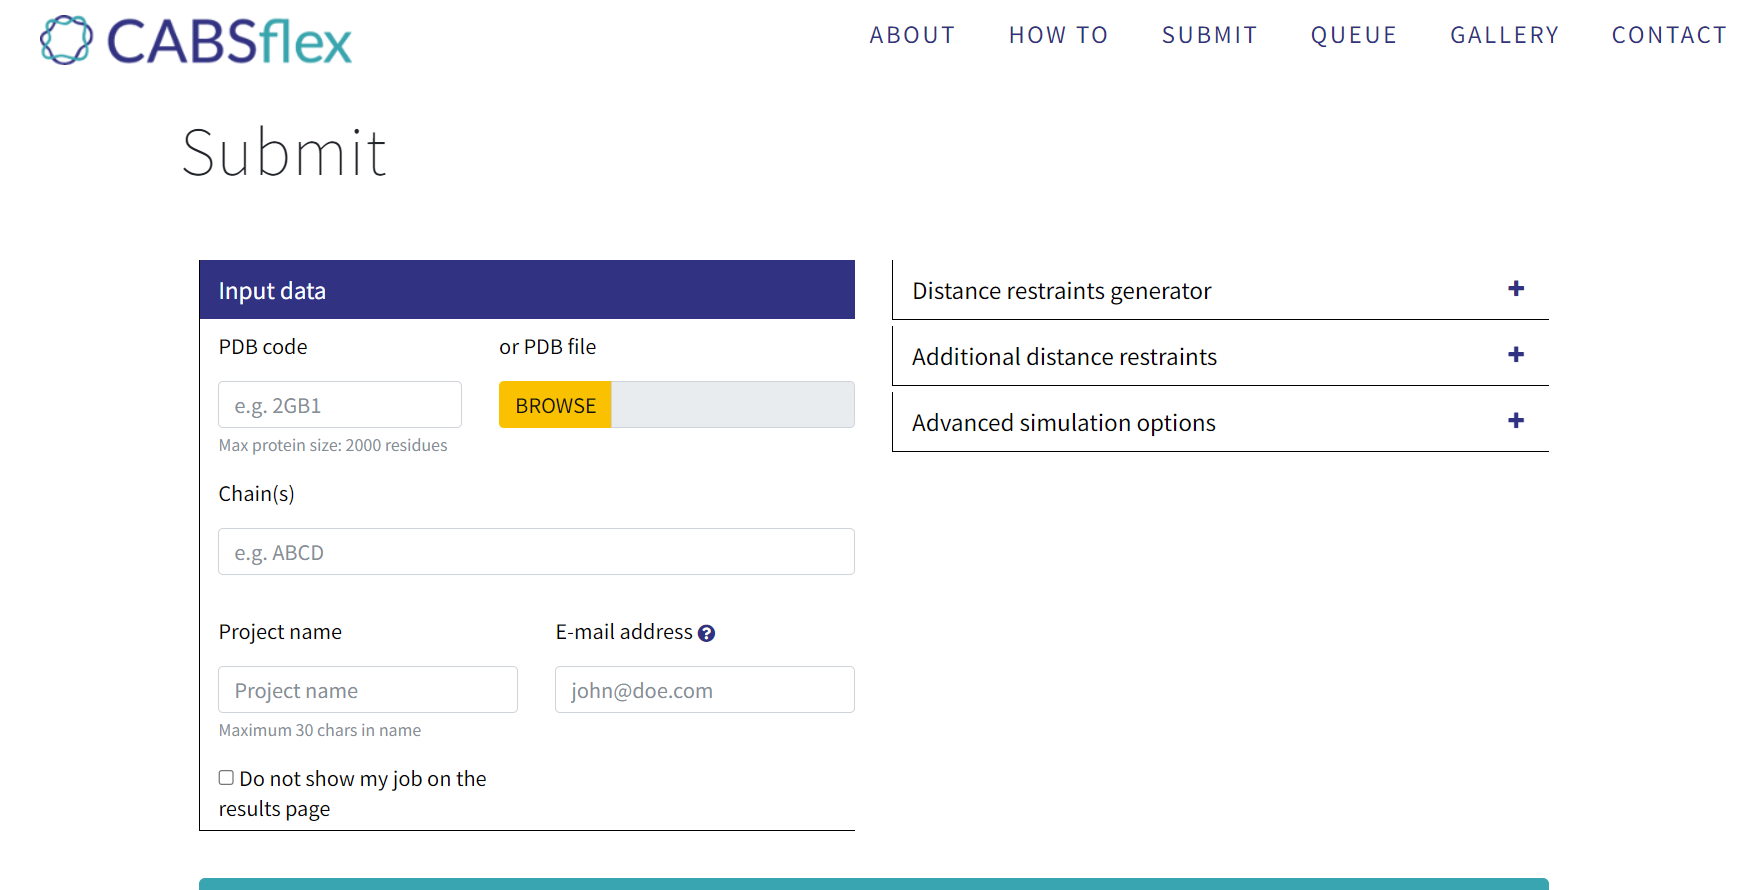 CABSflex
ABOUT HOW TO SUBMIT QUEUE GALLERY CONTACT
Submit
Input data
PDB code or PDB file
e.g. 2GB1 BROWSE
Max protein size: 2000 residues
Chain(s)
e.g. ABCD
Project name E-mail address ?
Project name john@doe.com
Maximum 30 chars in name
Do not show my job on the
results page
Distance restraints generator +
Additional distance restraints +
Advanced simulation options +